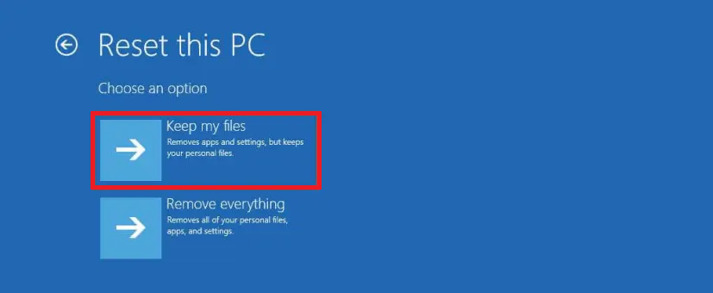 Reset this PC
Choose an option
Keep my files
Removes apps and settings, but keeps
your personal files.
Remove everything
Removes all of your personal files,
apps, and settings.